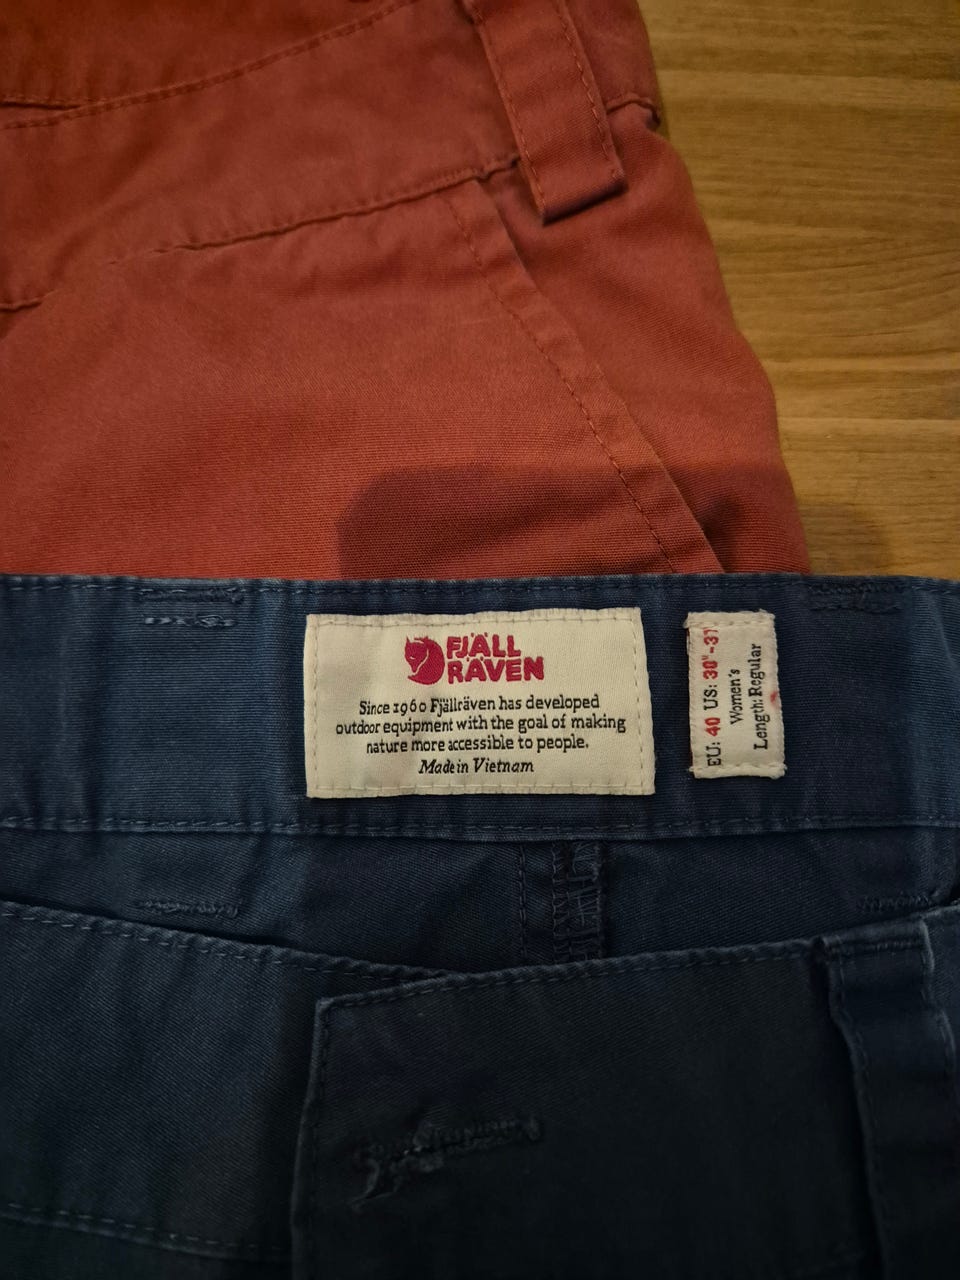 FJÄLL
RÄVEN
Since 1960 Fjällräven has developed
outdoor equipment with the goal of making
nature more accessible to people.
Made in Vietnam
EU: 40 US: 30"-31
Women's
Length: Regular